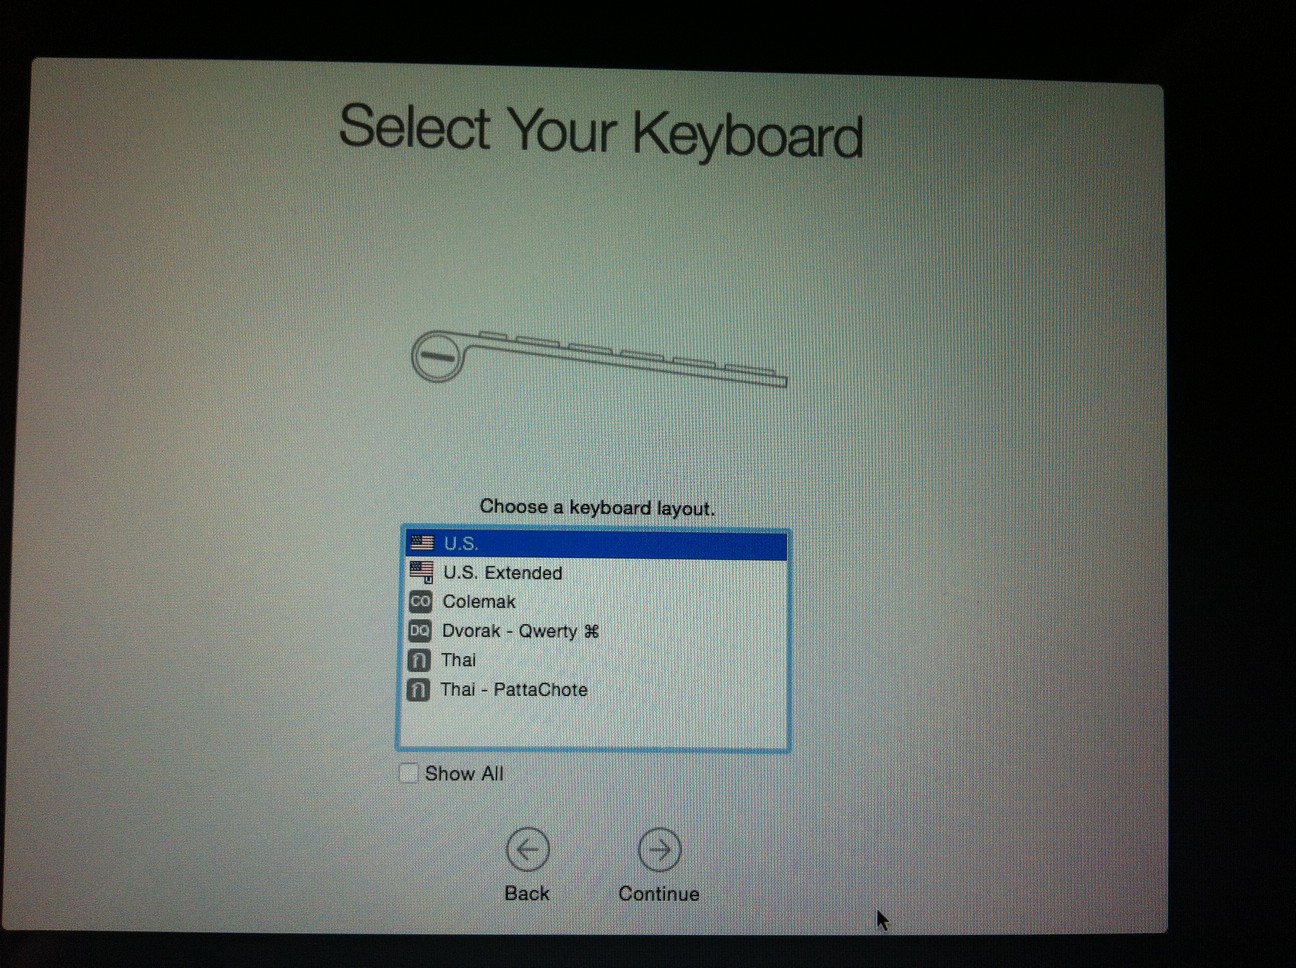 Select Your Keyboard
Choose a keyboard layout.
U.S.
U
U.S. Extended
CO Colemak
DQ Dvorak - Qwerty ⌘
ก Thai
ก Thai - PattaChote
Show All
Back
Continue